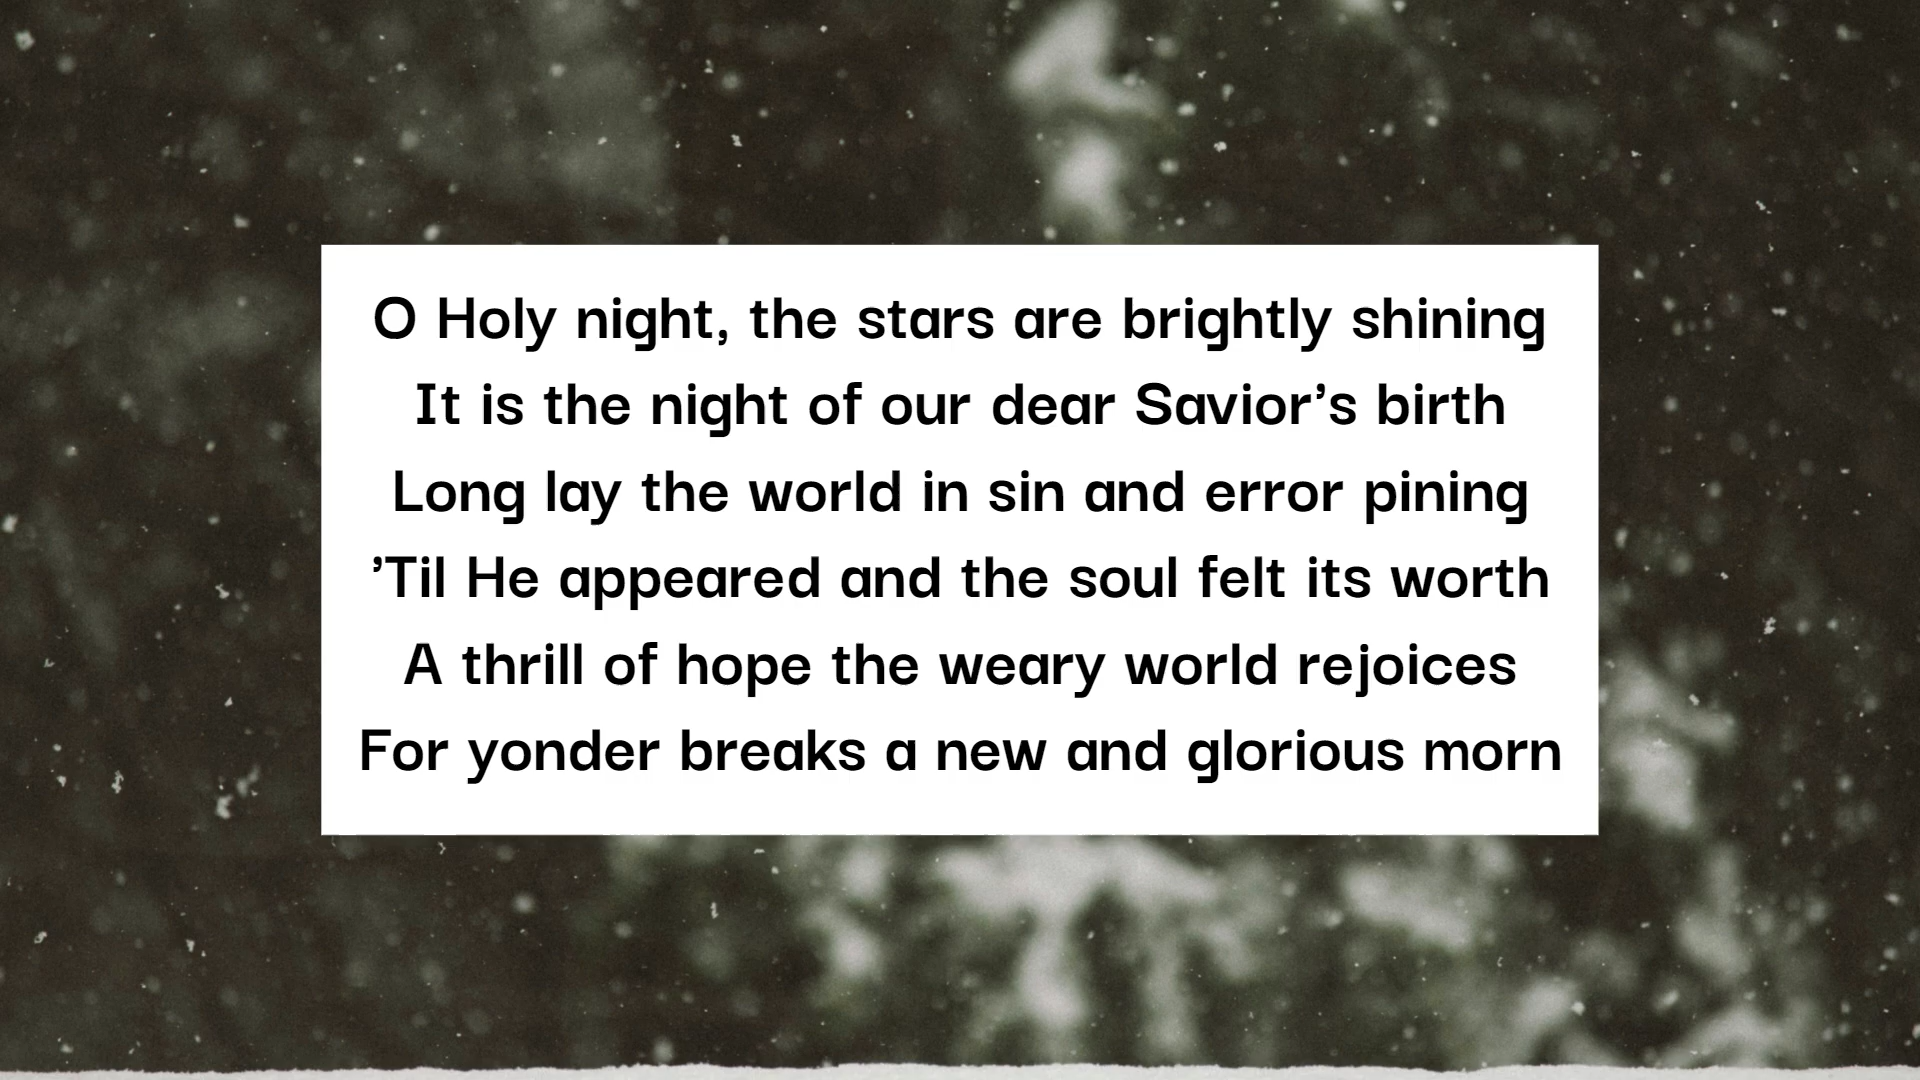 O Holy night, the stars are brightly shining
It is the night of our dear Savior’s birth
Long lay the world in sin and error pining
’Til He appeared and the soul felt its worth
A thrill of hope the weary world rejoices
For yonder breaks a new and glorious morn